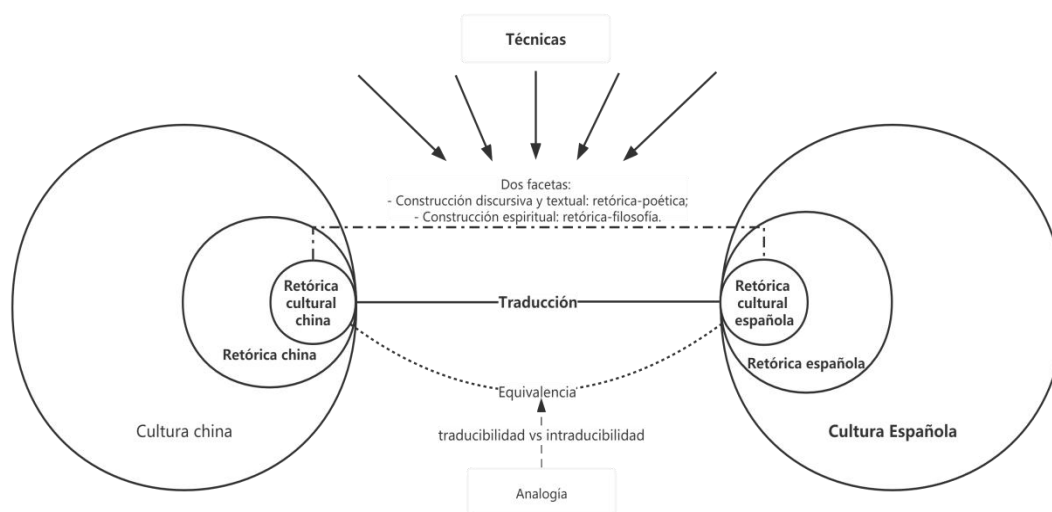 Técnicas
Dos facetas:
- Construcción discursiva y textual: retórica-poética;
- Construcción espiritual: retórica-filosofía.
Retórica
cultural
china
Traducción
Retórica
cultural
española
Retórica china
Retórica española
Equivalencia
Cultura china
traducibilidad vs intraducibilidad
Cultura Española
Analogía